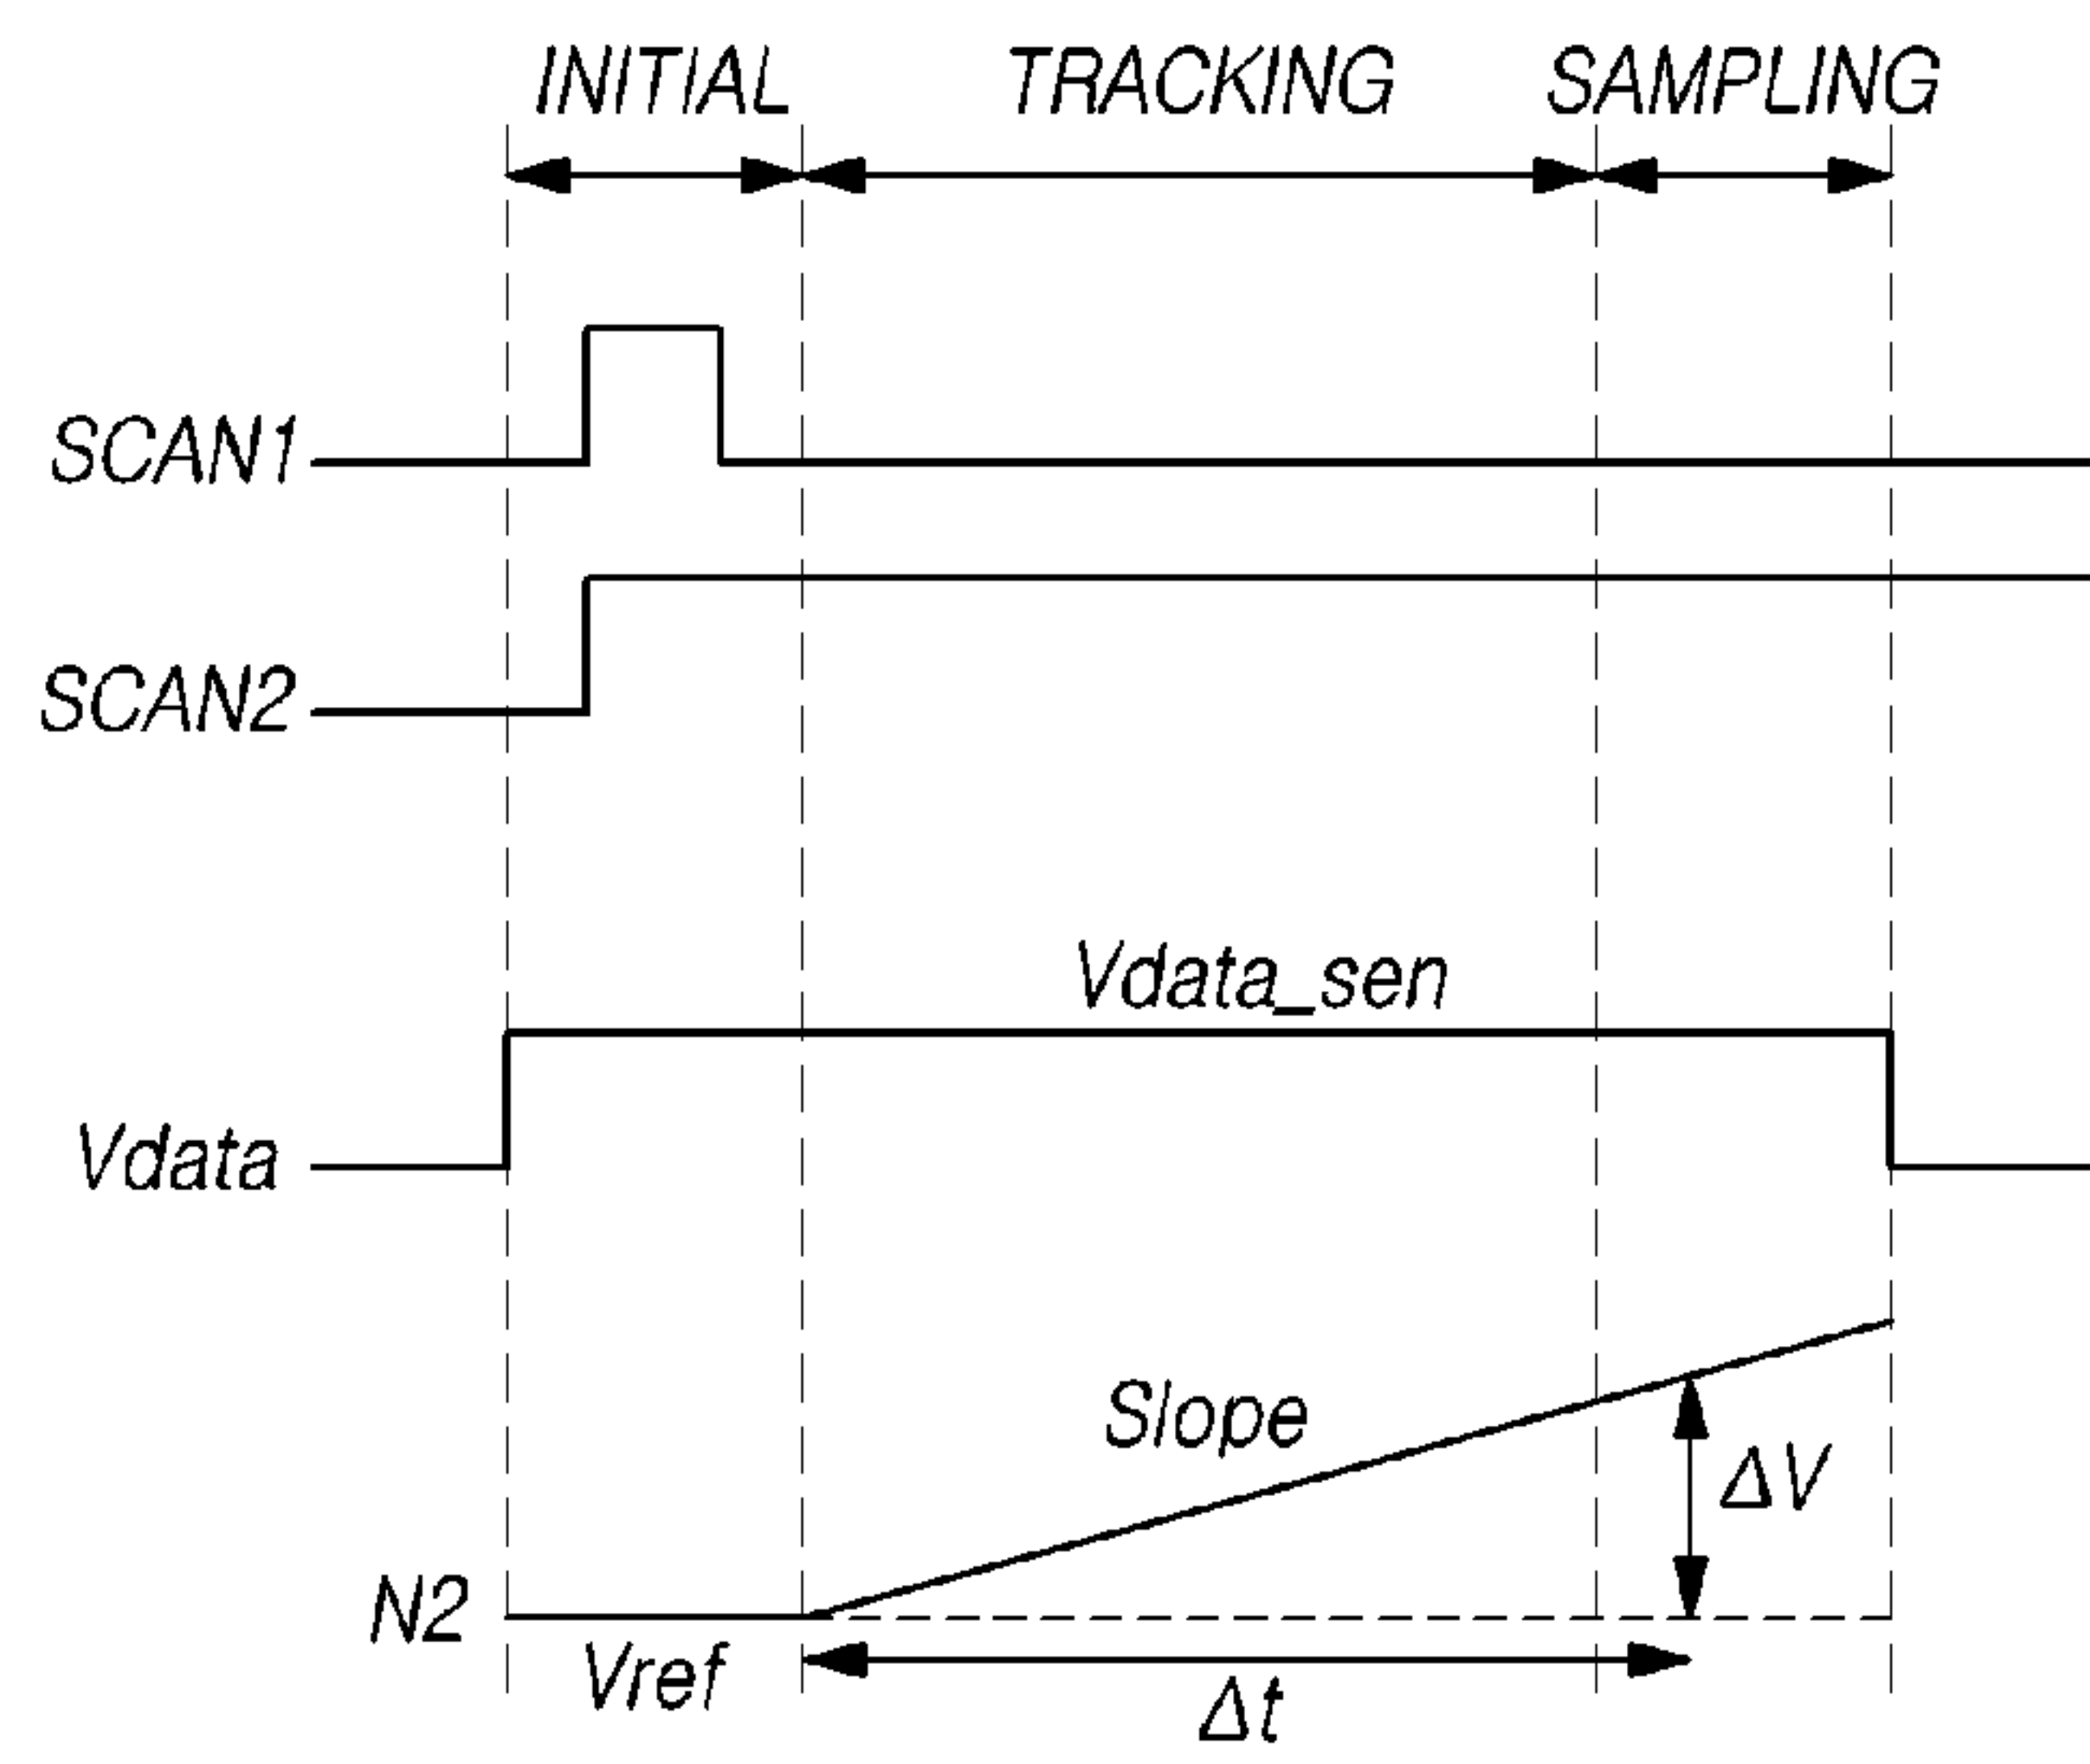 INITIAL TRACKING SAMPLING
SCAN1
SCAN2
Vdata_sen
Vdata
Slope
ΔV
N2
Vref
Δt